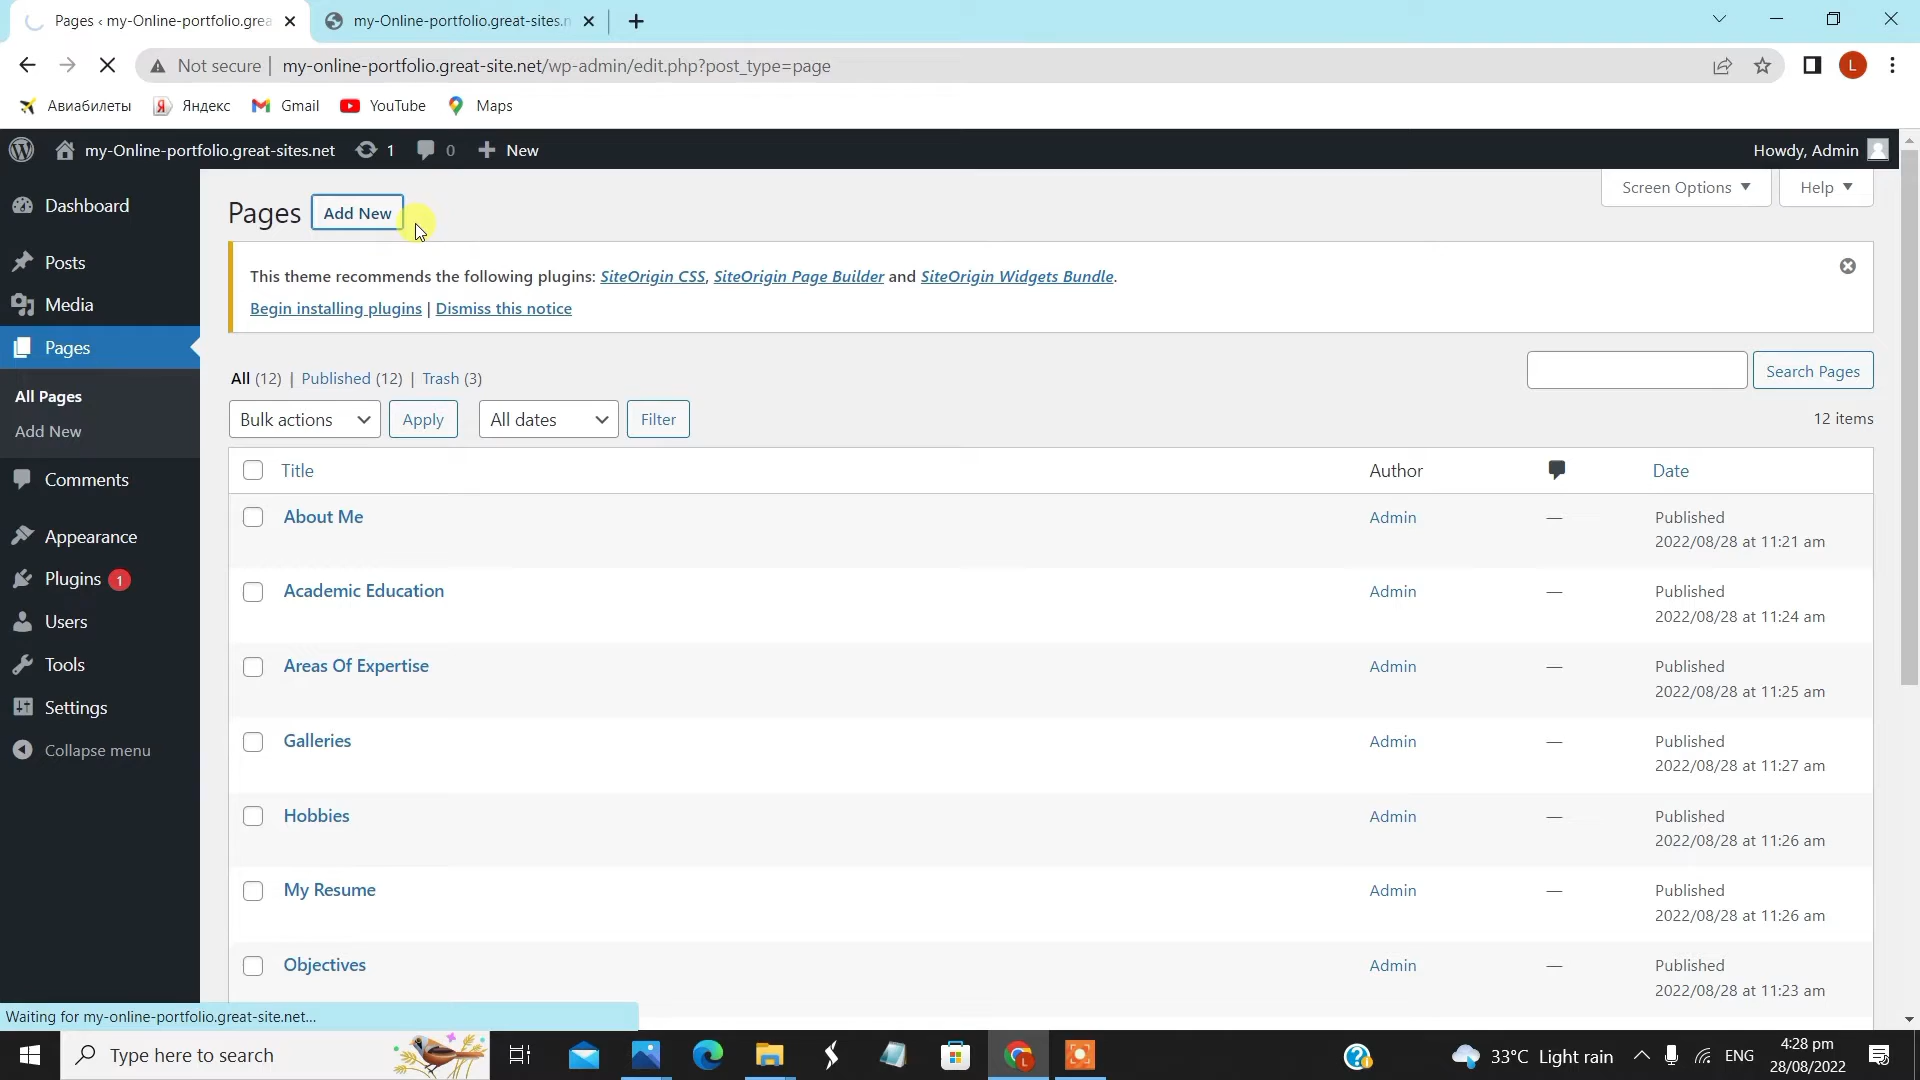 Pages ‹ my-Online-portfolio.grea
my-Online-portfolio.great-sites.n
Not secure | my-online-portfolio.great-site.net/wp-admin/edit.php?post_type=page
L
Авиабилеты
Яндекс
Gmail
YouTube
Maps
my-Online-portfolio.great-sites.net
1
0
New
Howdy, Admin
Dashboard
Posts
Media
Pages
All Pages
Add New
Comments
Appearance
Plugins 1
Users
Tools
Settings
Collapse menu
Screen Options
Help
Pages
Add New
This theme recommends the following plugins: SiteOrigin CSS, SiteOrigin Page Builder and SiteOrigin Widgets Bundle.
Begin installing plugins | Dismiss this notice
All (12) | Published (12) | Trash (3)
Search Pages
Bulk actions
Apply
All dates
Filter
12 items
Title
Author
Date
About Me
Admin
—
Published
2022/08/28 at 11:21 am
Academic Education
Admin
—
Published
2022/08/28 at 11:24 am
Areas Of Expertise
Admin
—
Published
2022/08/28 at 11:25 am
Galleries
Admin
—
Published
2022/08/28 at 11:27 am
Hobbies
Admin
—
Published
2022/08/28 at 11:26 am
My Resume
Admin
—
Published
2022/08/28 at 11:26 am
Objectives
Admin
—
Published
2022/08/28 at 11:23 am
Waiting for my-online-portfolio.great-site.net...
Type here to search
L
33°C Light rain
ENG
4:28 pm
28/08/2022